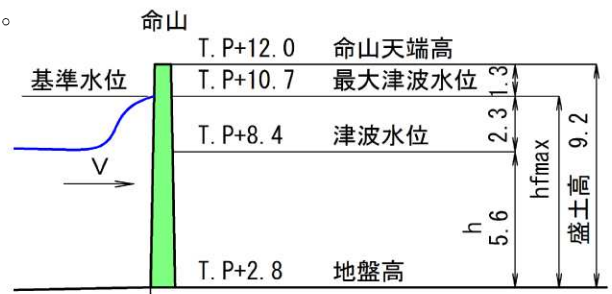 。
命山
T.P+12.0 命山天端高
基準水位 T.P+10.7 最大津波水位 1.3
2.3
T.P+8.4 津波水位
V
hfmax
盛土高 9.2
h 5.6
T.P+2.8 地盤高